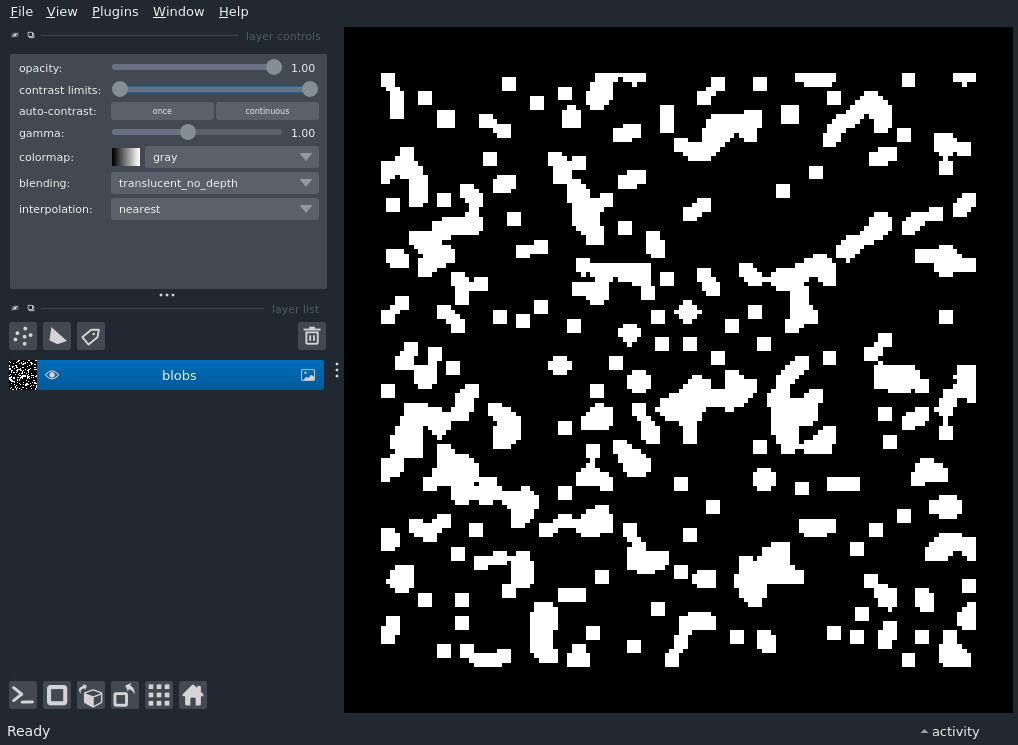 File View Plugins Window Help
layer controls
opacity: 1.00
contrast limits:
auto-contrast: once continuous
gamma: 1.00
colormap: gray
blending: translucent_no_depth
interpolation: nearest
layer list
blobs
Ready
activity